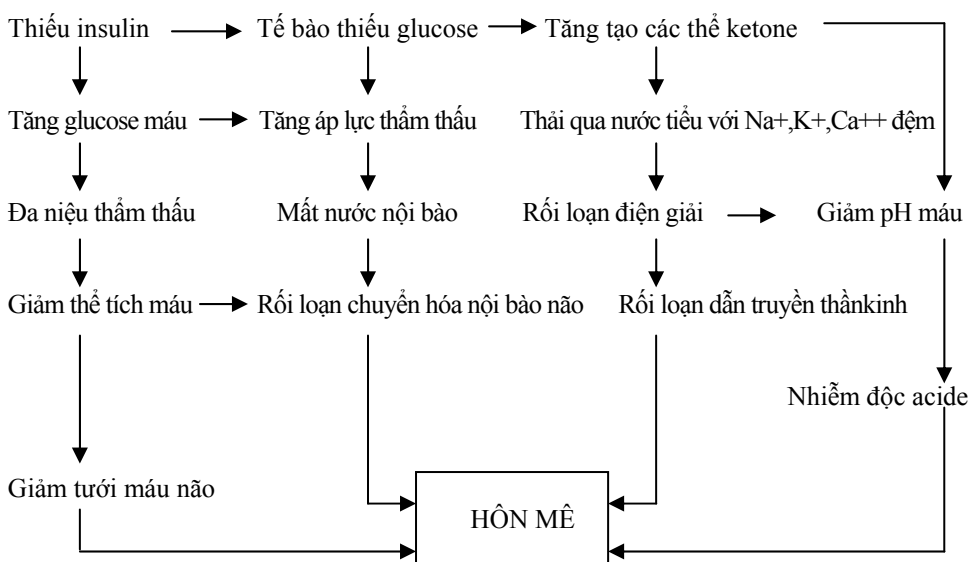 Thiếu insulin Tế bào thiếu glucose Tăng tạo các thể ketone
Tăng glucose máu Tăng áp lực thẩm thấu Thải qua nước tiểu với Na+,K+,Ca++ đệm
Đa niệu thẩm thấu Mất nước nội bào Rối loạn điện giải Giảm pH máu
Giảm thể tích máu Rối loạn chuyển hóa nội bào não Rối loạn dẫn truyền thầnkinh
Nhiễm độc acide
Giảm tưới máu não
HÔN MÊ